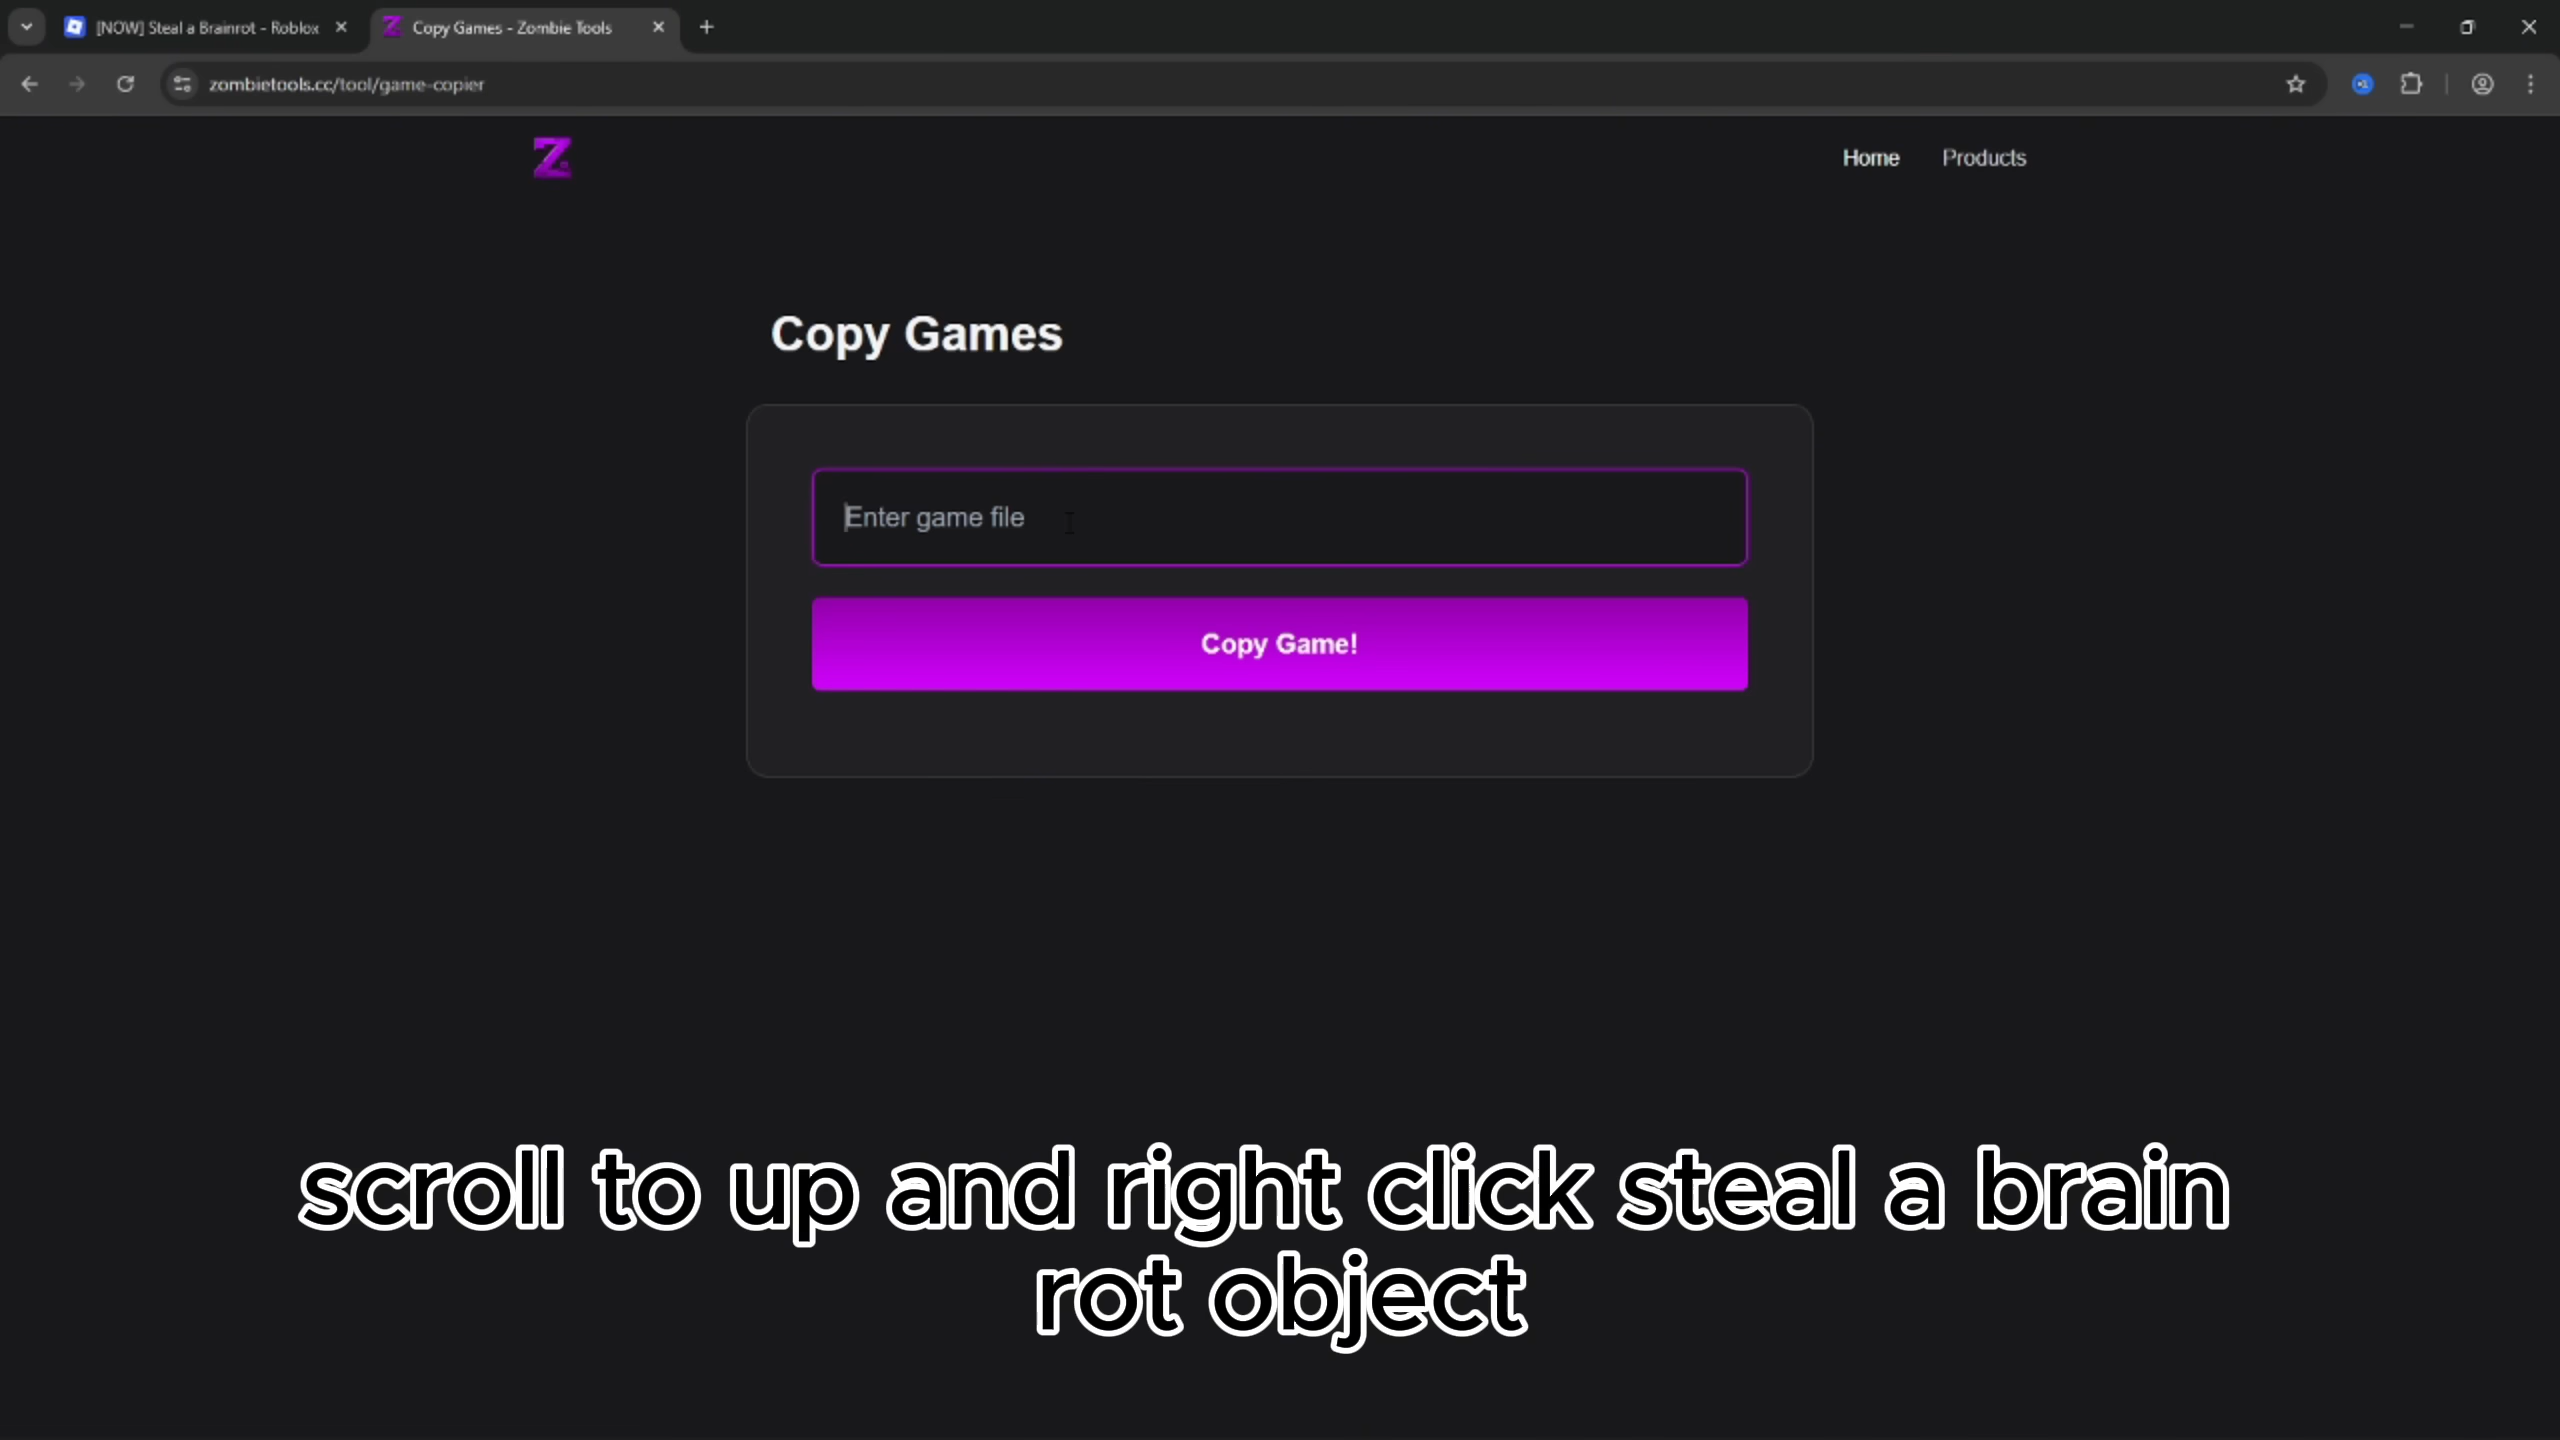 [NOW] Steal a Brainrot - Roblox
Copy Games - Zombie Tools
zombietools.cc/tool/game-copier
Z
Home
Products
Copy Games
Enter game file
Copy Game!
scroll to up and right click steal a brain
rot object